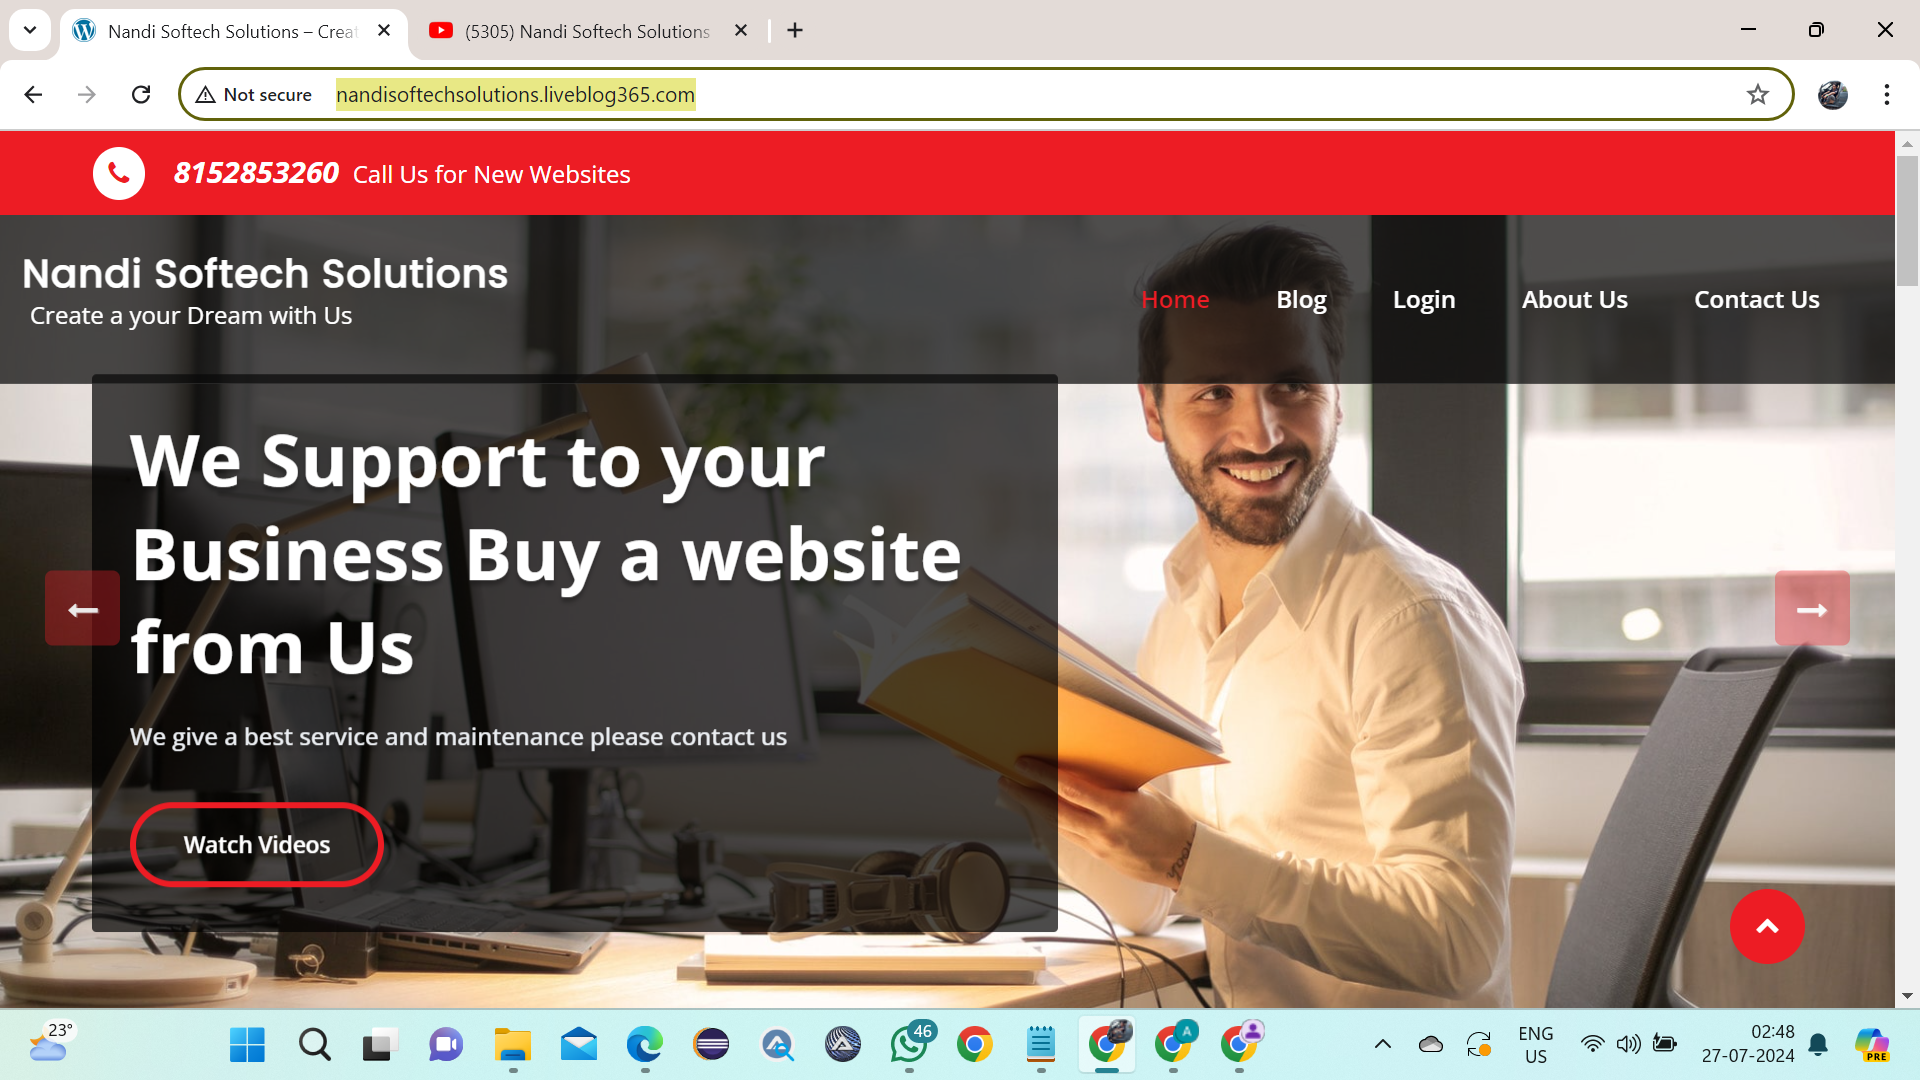 Nandi Softech Solutions – Creat
(5305) Nandi Softech Solutions
Not secure
nandisoftechsolutions.liveblog365.com
8152853260 Call Us for New Websites
Nandi Softech Solutions
Create a your Dream with Us
Home Blog Login About Us Contact Us
We Support to your
Business Buy a website
from Us
We give a best service and maintenance please contact us
Watch Videos
23°
46
A
ENG
US
02:48
27-07-2024
PRE